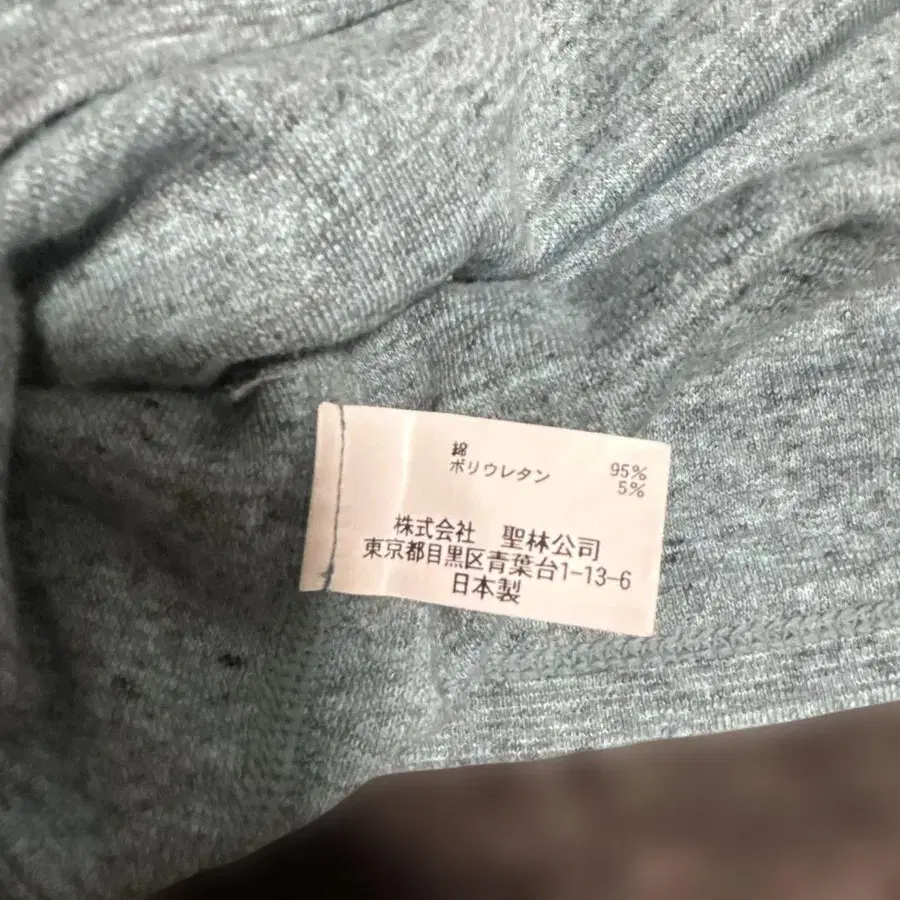 綿 95%
ポリウレタン 5%
株式会社 聖林公司
東京都目黒区青葉台1-13-6
日本製